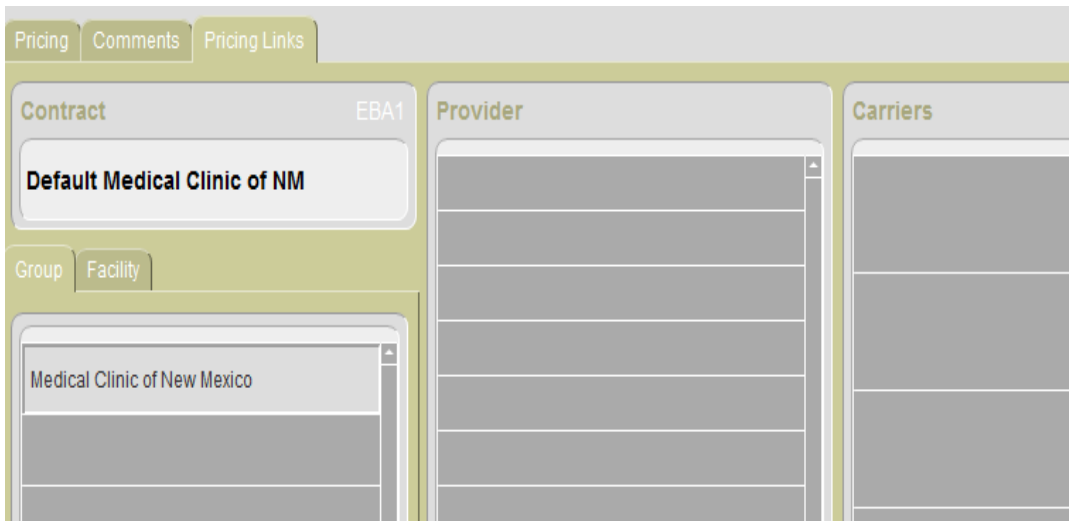 Pricing Comments Pricing Links
Contract EBA1
Default Medical Clinic of NM
Group Facility
Medical Clinic of New Mexico
Provider
Carriers